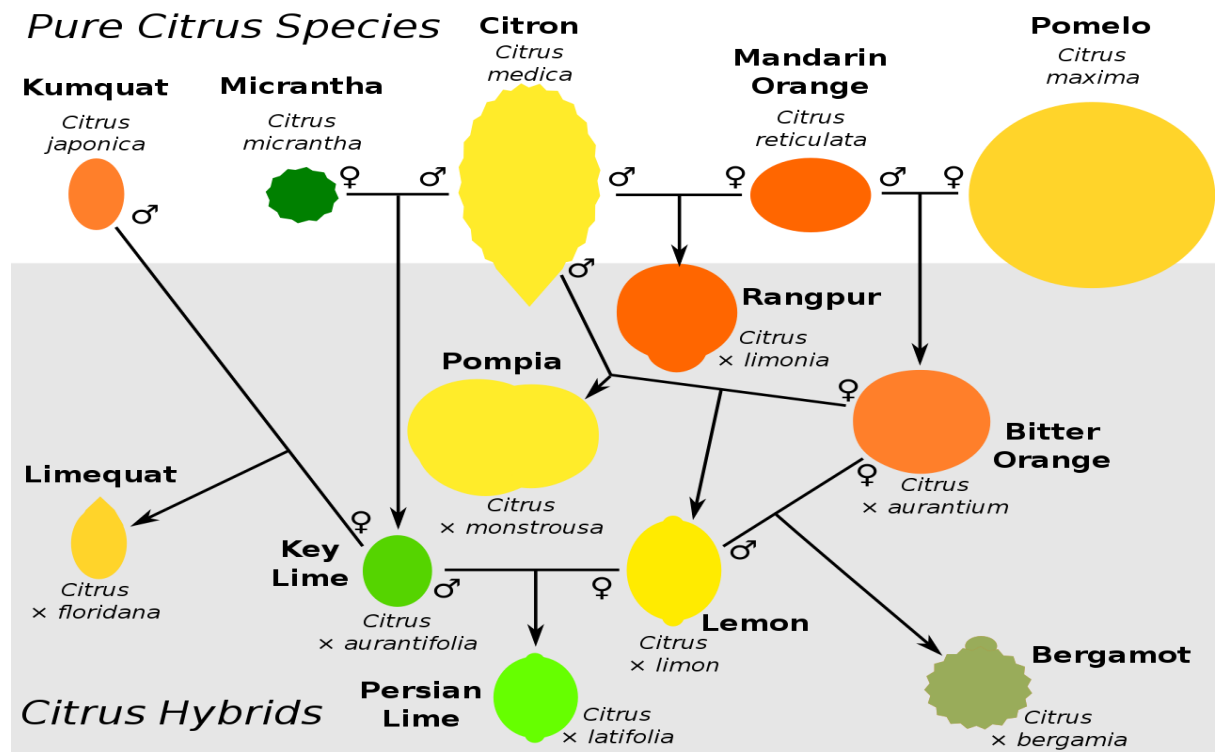 Pure Citrus Species
Citron
Citrus
medica
Pomelo
Citrus
maxima
Mandarin
Orange
Citrus
reticulata
Kumquat
Citrus
japonica
Micrantha
Citrus
micrantha
♀
♂
♂
♀
♂
♀
♂
♂
Rangpur
Citrus
× limonia
Pompia
Citrus
× monstrousa
♀
Bitter
Orange
♀
Citrus
× aurantium
Limequat
Citrus
× floridana
♀
Key
Lime
♂
Citrus
× aurantifolia
♀
♂
Lemon
Citrus
× limon
Persian
Lime
Citrus
× latifolia
Bergamot
Citrus
× bergamia
Citrus Hybrids